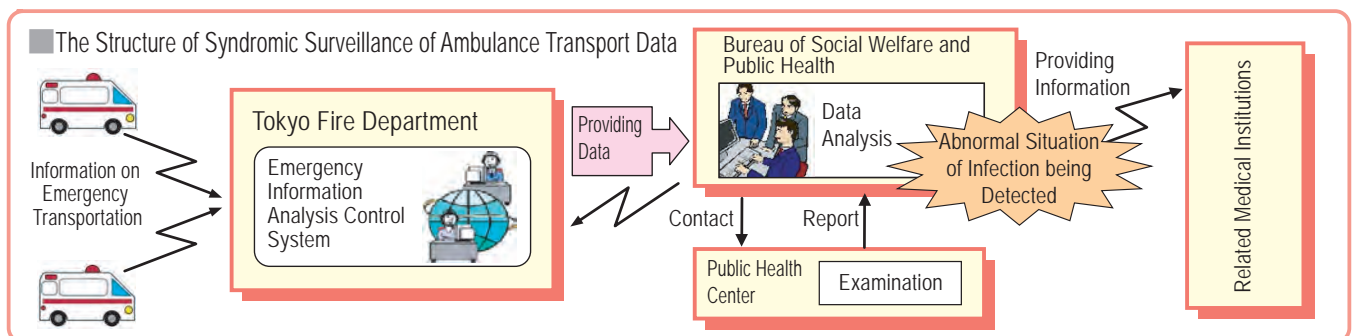 The Structure of Syndromic Surveillance of Ambulance Transport Data
Information on
Emergency
Transportation
Tokyo Fire Department
Emergency
Information
Analysis Control
System
Providing
Data
Bureau of Social Welfare and
Public Health
Data
Analysis
Contact
Report
Public Health
Center
Examination
Abnormal Situation
of Infection being
Detected
Providing
Information
Related Medical Institutions